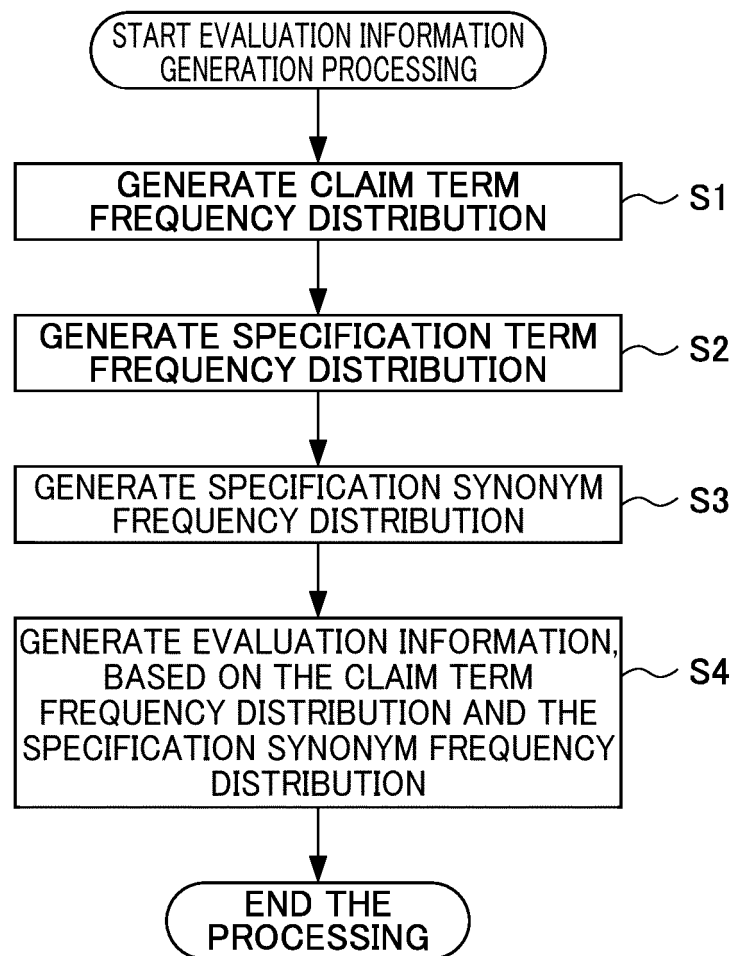 START EVALUATION INFORMATION
GENERATION PROCESSING
GENERATE CLAIM TERM
FREQUENCY DISTRIBUTION
S1
GENERATE SPECIFICATION TERM
FREQUENCY DISTRIBUTION
S2
GENERATE SPECIFICATION SYNONYM
FREQUENCY DISTRIBUTION
S3
GENERATE EVALUATION INFORMATION,
BASED ON THE CLAIM TERM
FREQUENCY DISTRIBUTION AND THE
SPECIFICATION SYNONYM FREQUENCY
DISTRIBUTION
S4
END THE
PROCESSING